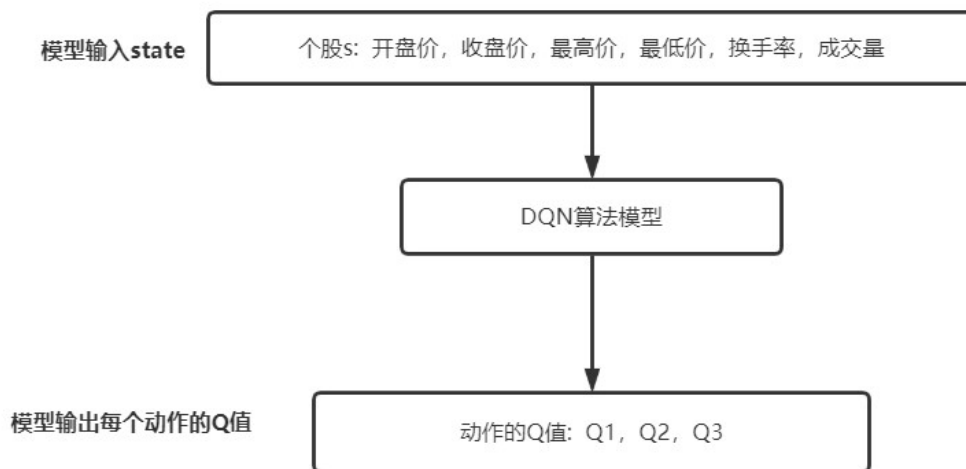 模型输入state
个股s: 开盘价，收盘价，最高价，最低价，换手率，成交量
DQN算法模型
模型输出每个动作的Q值
动作的Q值: Q1，Q2，Q3